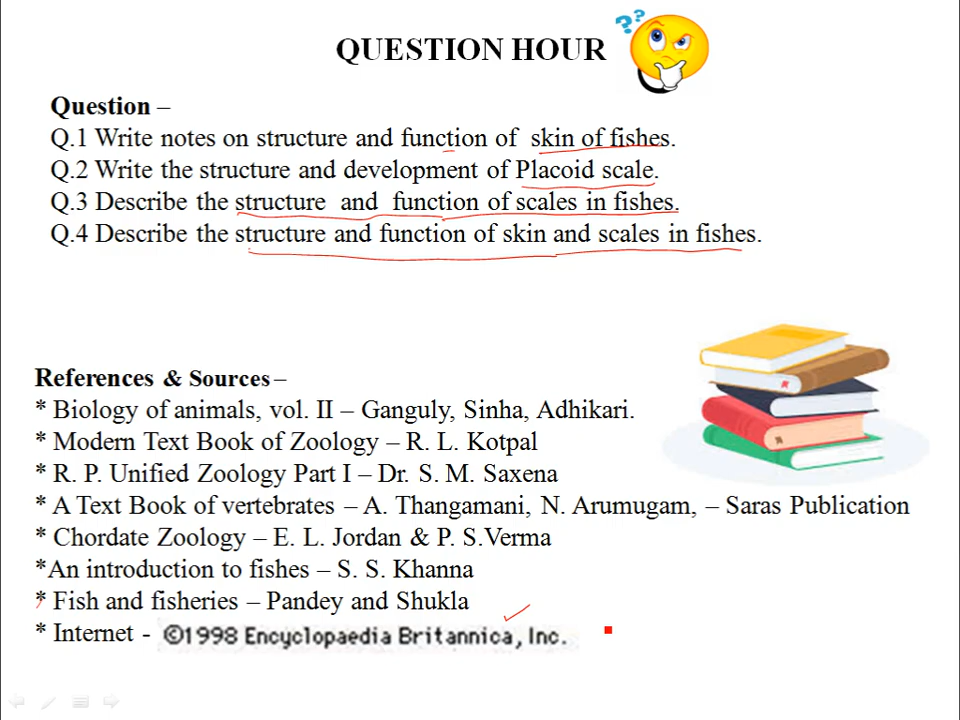 QUESTION HOUR
??
Question –
Q.1 Write notes on structure and function of skin of fishes.
Q.2 Write the structure and development of Placoid scale.
Q.3 Describe the structure and function of scales in fishes.
Q.4 Describe the structure and function of skin and scales in fishes.
References & Sources –
* Biology of animals, vol. II – Ganguly, Sinha, Adhikari.
* Modern Text Book of Zoology – R. L. Kotpal
* R. P. Unified Zoology Part I – Dr. S. M. Saxena
* A Text Book of vertebrates – A. Thangamani, N. Arumugam, – Saras Publication
* Chordate Zoology – E. L. Jordan & P. S.Verma
*An introduction to fishes – S. S. Khanna
* Fish and fisheries – Pandey and Shukla
* Internet - ©1998 Encyclopaedia Britannica, Inc.